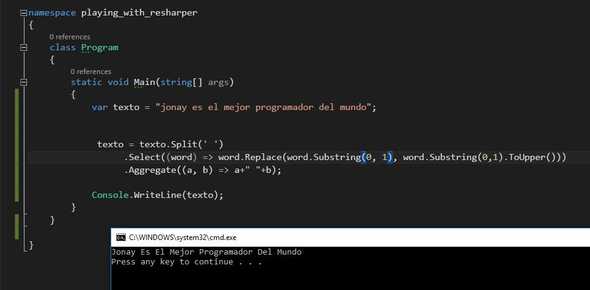 namespace playing_with_resharper
{
0 references
class Program
{
0 references
static void Main(string[] args)
{
var texto = "jonay es el mejor programador del mundo";
texto = texto.Split(' ')
.Select((word) => word.Replace(word.Substring(0, 1), word.Substring(0,1).ToUpper()))
.Aggregate((a, b) => a+" "+b);
Console.WriteLine(texto);
}
}
}
C:\WINDOWS\system32\cmd.exe
Jonay Es El Mejor Programador Del Mundo
Press any key to continue . . .